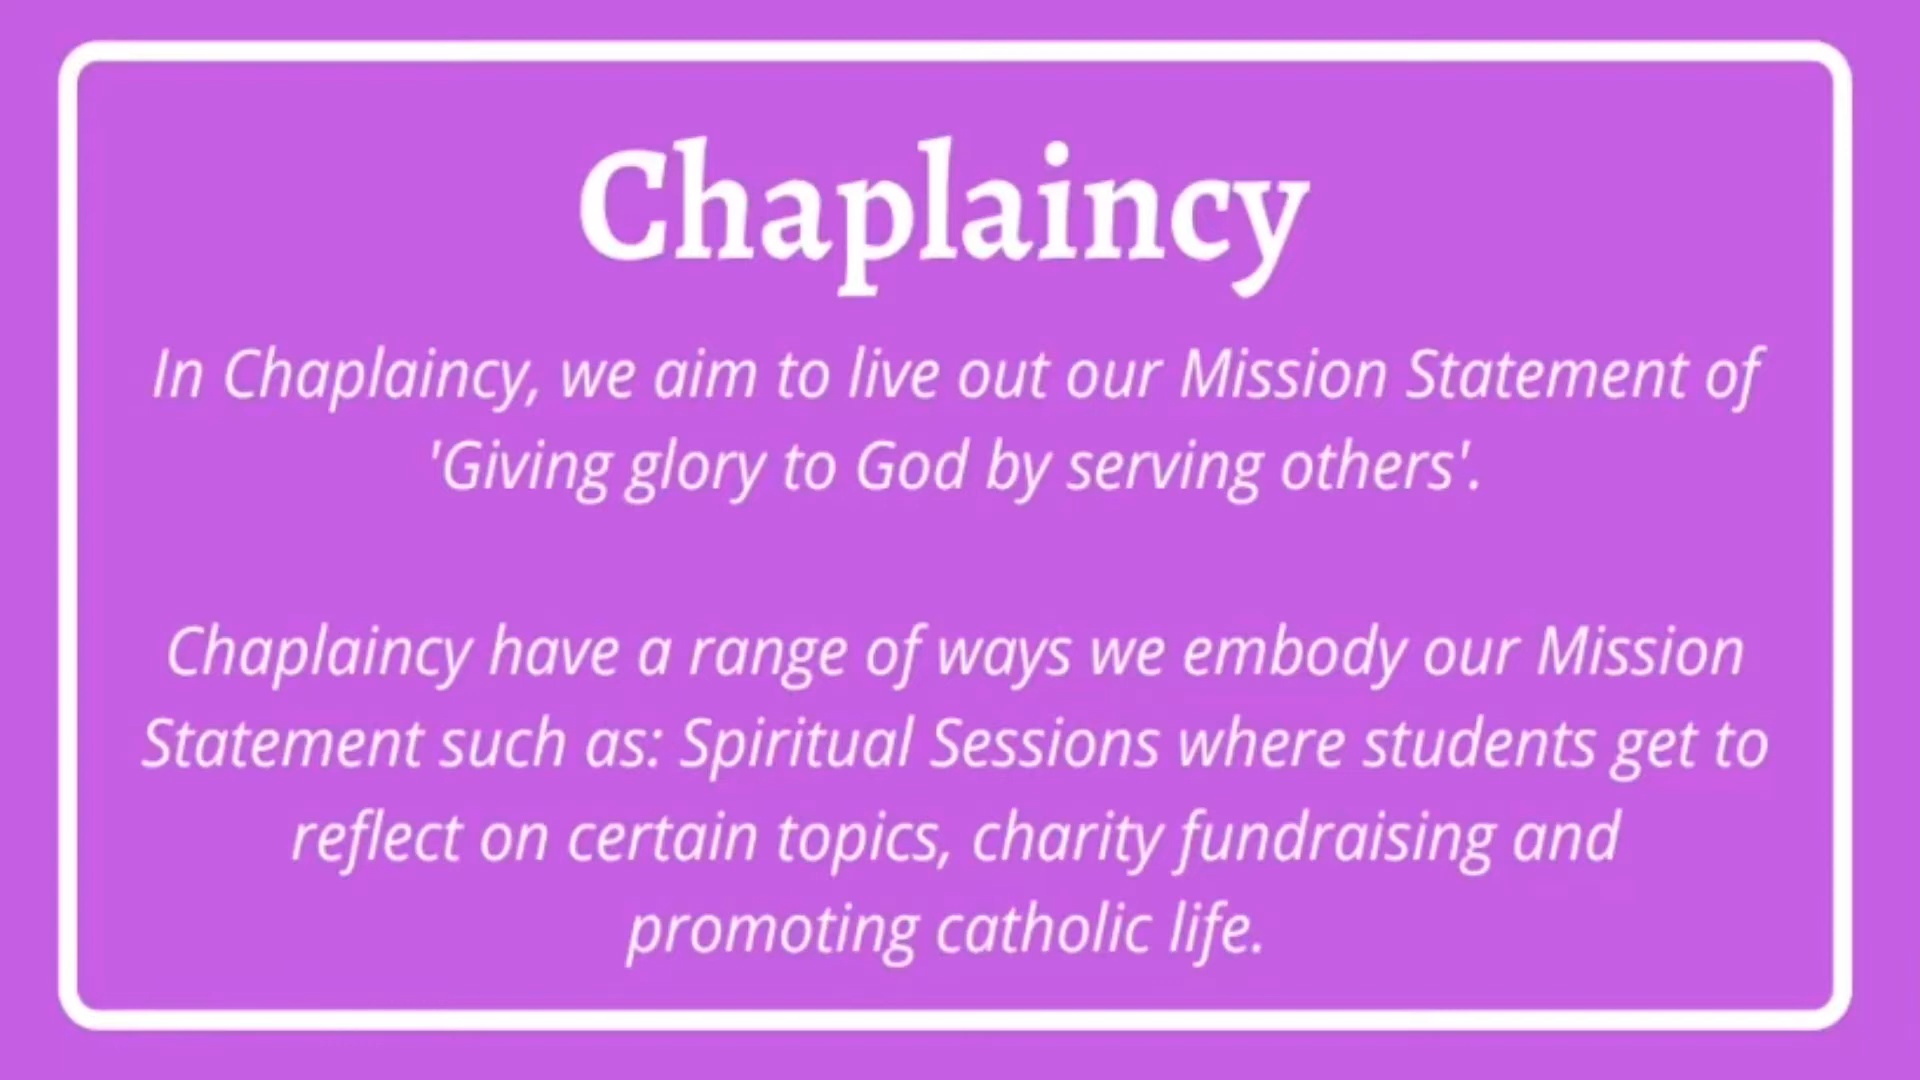 Chaplaincy
In Chaplaincy, we aim to live out our Mission Statement of
'Giving glory to God by serving others'.
Chaplaincy have a range of ways we embody our Mission
Statement such as: Spiritual Sessions where students get to
reflect on certain topics, charity fundraising and
promoting catholic life.